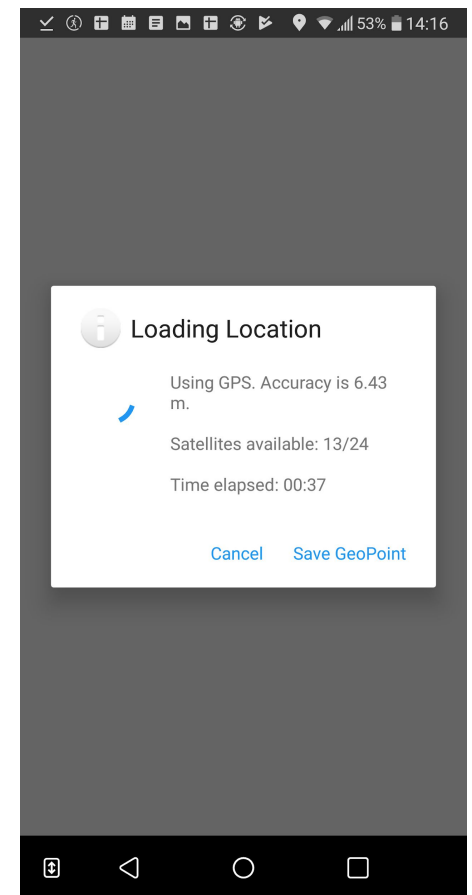 53% 14:16
Loading Location
Using GPS. Accuracy is 6.43
m.
Satellites available: 13/24
Time elapsed: 00:37
Cancel Save GeoPoint